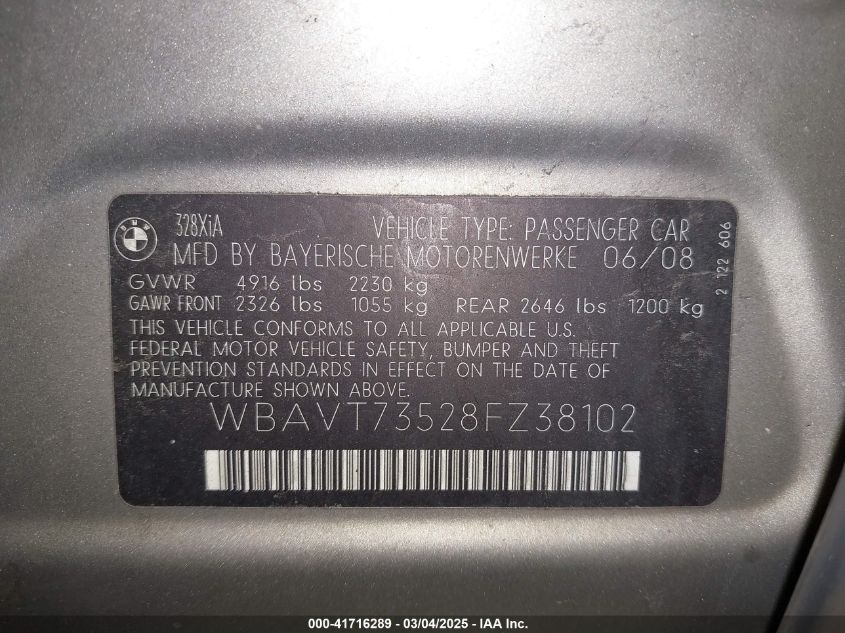 BMW
328XiA VEHICLE TYPE: PASSENGER CAR
MFD BY BAYERISCHE MOTORENWERKE 06/08
GVWR 4916 lbs 2230 kg
GAWR FRONT 2326 lbs 1055 kg REAR 2646 lbs 1200 kg
THIS VEHICLE CONFORMS TO ALL APPLICABLE U.S.
FEDERAL MOTOR VEHICLE SAFETY, BUMPER AND THEFT
PREVENTION STANDARDS IN EFFECT ON THE DATE OF
MANUFACTURE SHOWN ABOVE.
WBAVT73528FZ38102
2 122 606
000-41716289 - 03/04/2025 - IAA Inc.